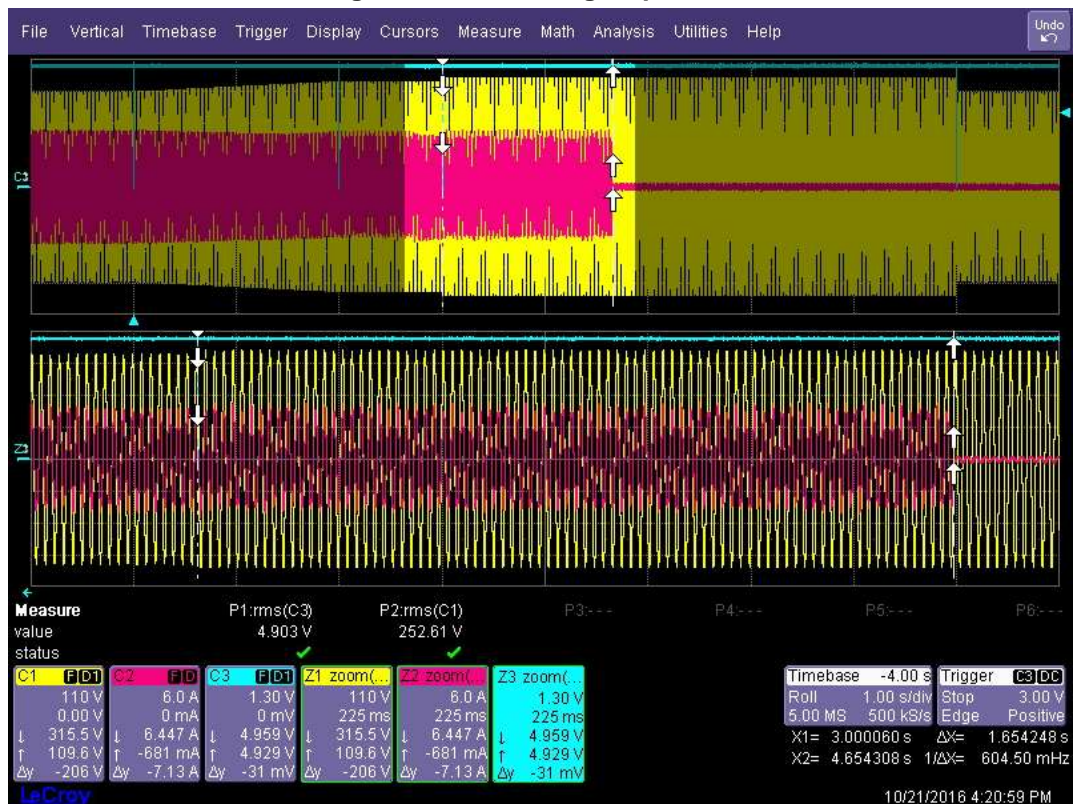 File Vertical Timebase Trigger Display Cursors Measure Math Analysis Utilities Help Undo
C3
Z3
Measure P1:rms(C3) P2:rms(C1) P3:--- P4:--- P5:--- P6:---
value 4.903 V 252.61 V
status
C1 F D1
110 V
0.00 V
↓ 315.5 V
↑ 109.6 V
Δy -206 V
C2 F D
6.0 A
0 mA
↓ 6.447 A
↑ -681 mA
Δy -7.13 A
C3 F D1
1.30 V
0 mV
↓ 4.959 V
↑ 4.929 V
Δy -31 mV
Z1 zoom(...
110 V
225 ms
↓ 315.5 V
↑ 109.6 V
Δy -206 V
Z2 zoom(...
6.0 A
225 ms
↓ 6.447 A
↑ -681 mA
Δy -7.13 A
Z3 zoom(...
1.30 V
225 ms
↓ 4.959 V
↑ 4.929 V
Δy -31 mV
Timebase -4.00 s
Roll 1.00 s/div
5.00 MS 500 kS/s
Trigger C3 DC
Stop 3.00 V
Edge Positive
X1= 3.000060 s ΔX= 1.654248 s
X2= 4.654308 s 1/ΔX= 604.50 mHz
LeCroy
10/21/2016 4:20:59 PM